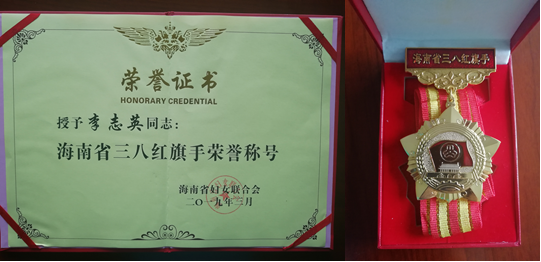 荣誉证书
HONORARY CREDENTIAL
授予李志英同志：
海南省三八红旗手荣誉称号
海南省妇女联合会
二〇一九年三月
海南省三八红旗手